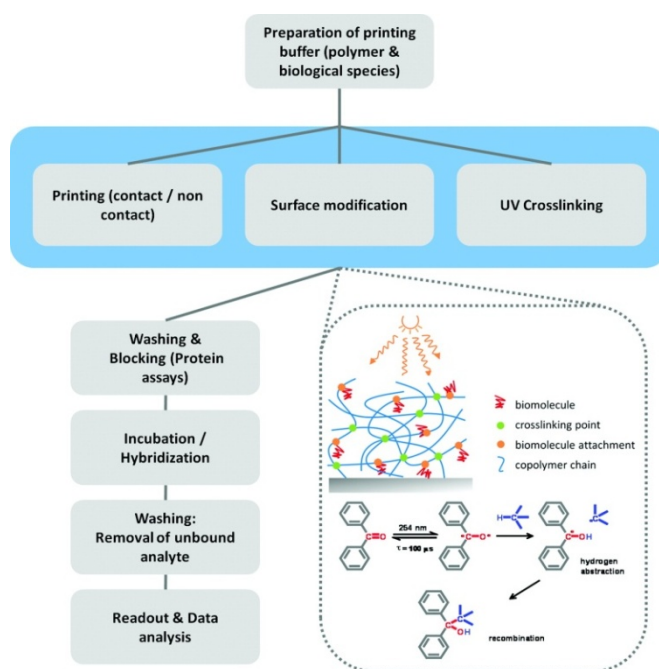 Preparation of printing
buffer (polymer &
biological species)
Printing (contact / non
contact)
Surface modification
UV Crosslinking
Washing &
Blocking (Protein
assays)
Incubation /
Hybridization
Washing:
Removal of unbound
analyte
Readout & Data
analysis
biomolecule
crosslinking point
biomolecule attachment
copolymer chain
C=O
254 nm
τ = 100 µs
*C-O*
H-C
*C
*
C-OH
hydrogen
abstraction
C-C
OH
recombination